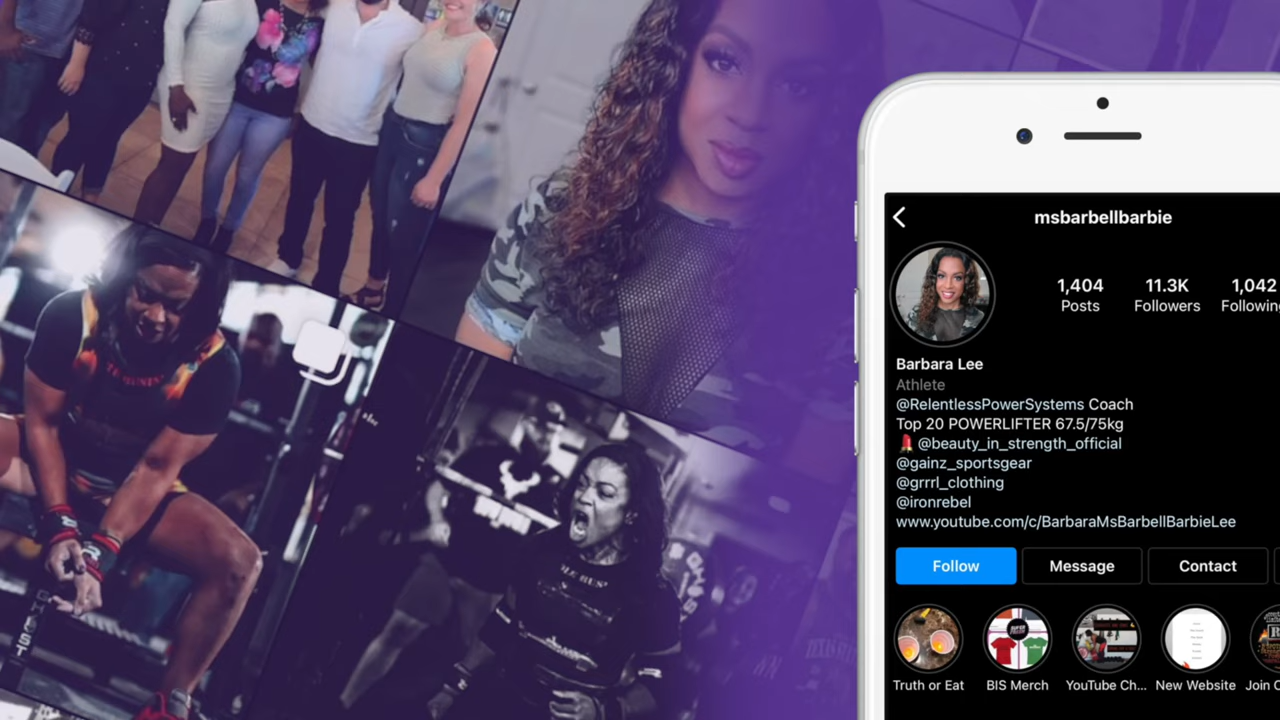 msbarbellbarbie
1,404
Posts
11.3K
Followers
1,042
Following
Barbara Lee
Athlete
@RelentlessPowerSystems Coach
Top 20 POWERLIFTER 67.5/75kg
💄 @beauty_in_strength_official
@gainz_sportsgear
@grrrl_clothing
@ironrebel
www.youtube.com/c/BarbaraMsBarbellBarbieLee
Follow
Message
Contact
Truth or Eat
BIS Merch
YouTube Ch...
New Website
Join